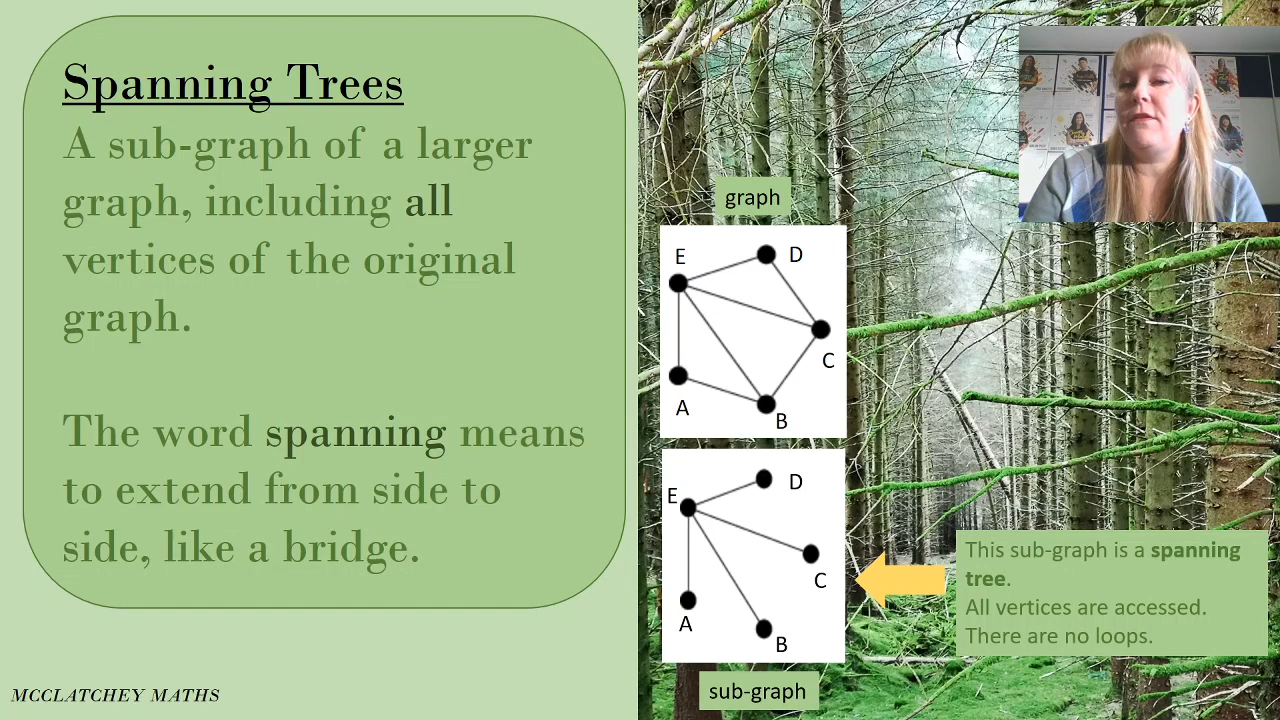 Spanning Trees
A sub-graph of a larger
graph, including all
vertices of the original
graph.
The word spanning means
to extend from side to
side, like a bridge.
MCCLATCHEY MATHS
graph
E
D
C
A
B
E
D
C
A
B
sub-graph
This sub-graph is a spanning
tree.
All vertices are accessed.
There are no loops.